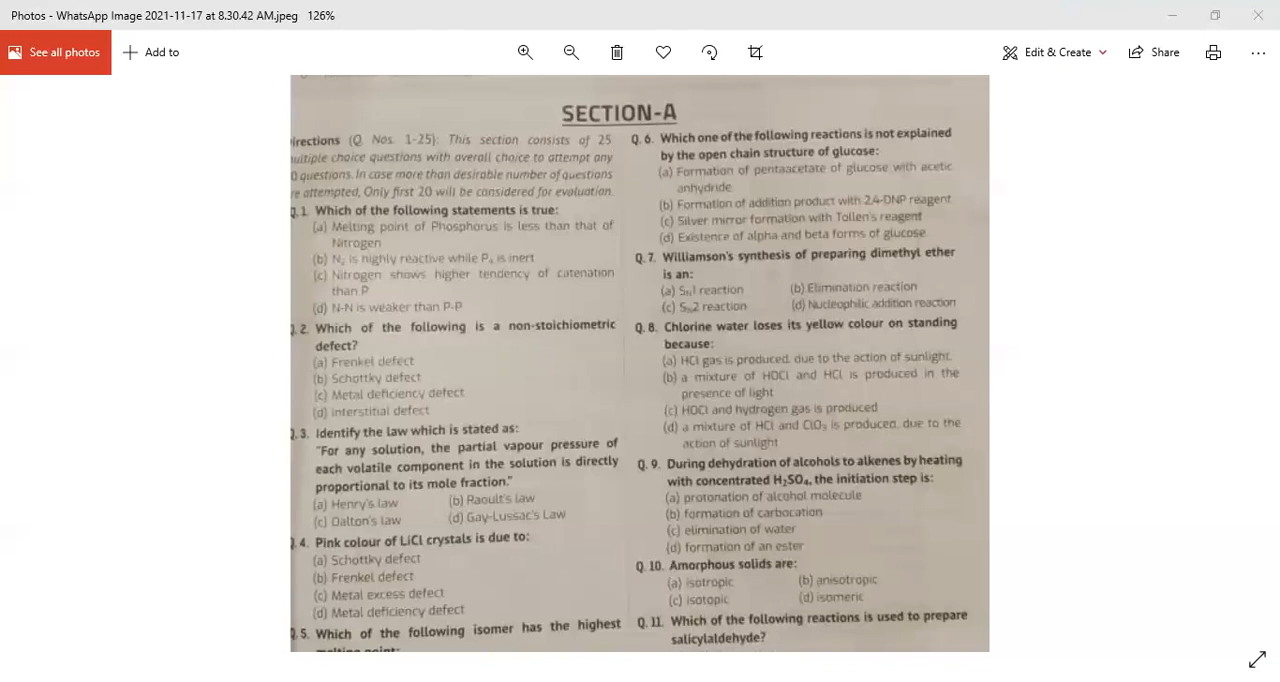 Photos - WhatsApp Image 2021-11-17 at 8.30.42 AM.jpeg 126%
See all photos
Add to
Edit & Create
Share
SECTION-A
irections (Q Nos. 1-25): This section consists of 25
ultiple choice questions with overall choice to attempt any
0 questions. In case more than desirable number of questions
re attempted, Only first 20 will be considered for evaluation.
Q.1. Which of the following statements is true:
(a) Melting point of Phosphorus is less than that of
Nitrogen
(b) N₂ is highly reactive while P₄ is inert
(c) Nitrogen shows higher tendency of catenation
than P
(d) N-N is weaker than P-P
Q.2. Which of the following is a non-stoichiometric
defect?
(a) Frenkel defect
(b) Schottky defect
(c) Metal deficiency defect
(d) interstitial defect
Q.3. Identify the law which is stated as:
"For any solution, the partial vapour pressure of
each volatile component in the solution is directly
proportional to its mole fraction."
(a) Henry's law (b) Raoult's law
(c) Dalton's law (d) Gay-Lussac's Law
Q.4. Pink colour of LiCl crystals is due to:
(a) Schottky defect
(b) Frenkel defect
(c) Metal excess defect
(d) Metal deficiency defect
Q.5. Which of the following isomer has the highest
melting point:
Q. 6. Which one of the following reactions is not explained
by the open chain structure of glucose:
(a) Formation of pentaacetate of glucose with acetic
anhydride
(b) Formation of addition product with 2,4-DNP reagent
(c) Silver mirror formation with Tollen's reagent
(d) Existence of alpha and beta forms of glucose
Q. 7. Williamson's synthesis of preparing dimethyl ether
is an:
(a) Sₙ1 reaction (b) Elimination reaction
(c) Sₙ2 reaction (d) Nucleophilic addition reaction
Q. 8. Chlorine water loses its yellow colour on standing
because:
(a) HCl gas is produced, due to the action of sunlight.
(b) a mixture of HOCl and HCl is produced in the
presence of light
(c) HOCl and hydrogen gas is produced
(d) a mixture of HCl and ClO₃ is produced, due to the
action of sunlight
Q. 9. During dehydration of alcohols to alkenes by heating
with concentrated H₂SO₄, the initiation step is:
(a) protonation of alcohol molecule
(b) formation of carbocation
(c) elimination of water
(d) formation of an ester
Q. 10. Amorphous solids are:
(a) isotropic (b) anisotropic
(c) isotopic (d) isomeric
Q. 11. Which of the following reactions is used to prepare
salicylaldehyde?